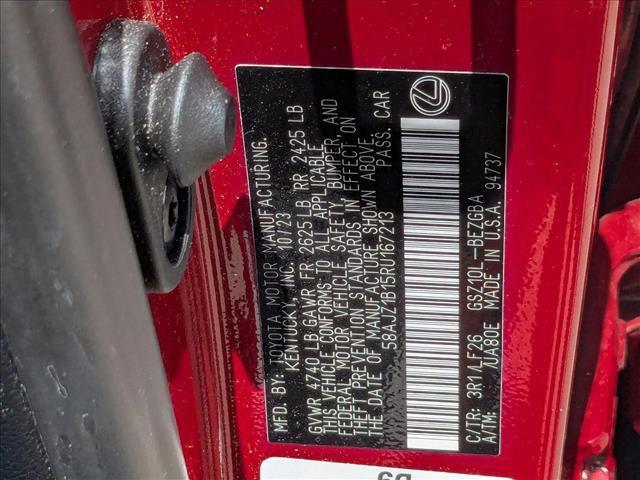 MFD. BY: TOYOTA MOTOR MANUFACTURING,
KENTUCKY, INC. 10/23
GVWR 4740 LB GAWR FR 2625 LB RR 2425 LB
THIS VEHICLE CONFORMS TO ALL APPLICABLE
FEDERAL MOTOR VEHICLE SAFETY, BUMPER, AND
THEFT PREVENTION STANDARDS IN EFFECT ON
THE DATE OF MANUFACTURE SHOWN ABOVE.
58AJZ1B15RU167213 PASS. CAR
C/TR: 3R1/LF26 GSZ10L-BEZGBA
A/TM: -/UA80E MADE IN U.S.A. 94737